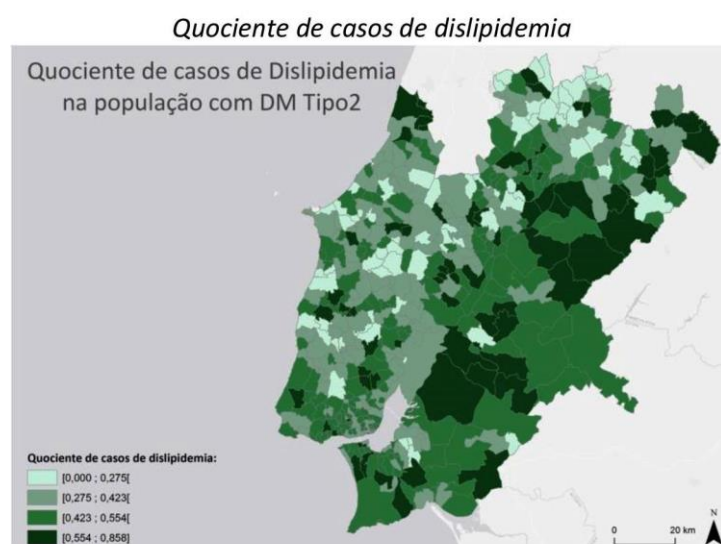 Quociente de casos de dislipidemia
Quociente de casos de Dislipidemia
na população com DM Tipo2
Quociente de casos de dislipidemia:
[0,000 ; 0,275[
[0,275 ; 0,423[
[0,423 ; 0,554[
[0,554 ; 0,858]
N
0 20 km